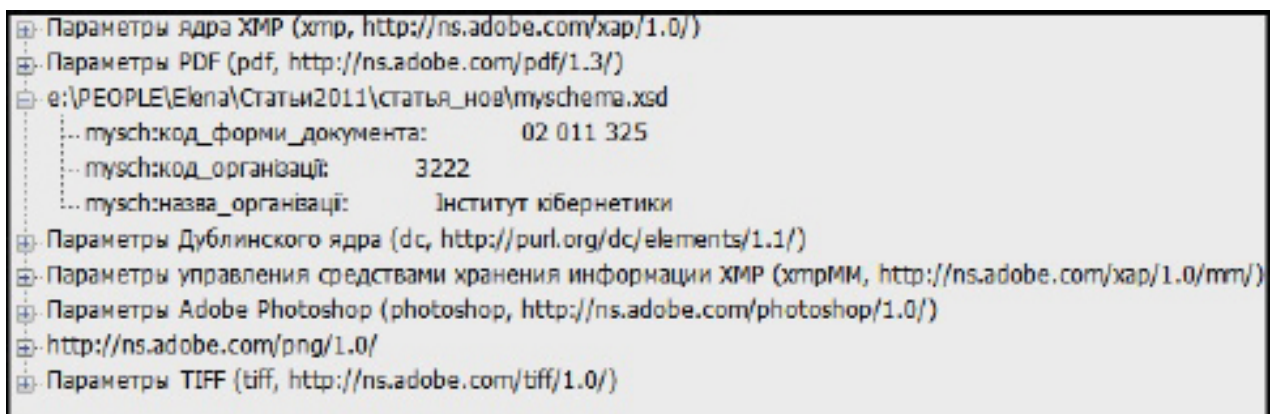 Параметры ядра XMP (xmp, http://ns.adobe.com/xap/1.0/)
Параметры PDF (pdf, http://ns.adobe.com/pdf/1.3/)
e:\PEOPLE\Elena\Статьи2011\статья_нов\myschema.xsd
mysch:код_форми_документа: 02 011 325
mysch:код_організації: 3222
mysch:назва_організації: Інститут кібернетики
Параметры Дублинского ядра (dc, http://purl.org/dc/elements/1.1/)
Параметры управления средствами хранения информации XMP (xmpMM, http://ns.adobe.com/xap/1.0/mm/)
Параметры Adobe Photoshop (photoshop, http://ns.adobe.com/photoshop/1.0/)
http://ns.adobe.com/png/1.0/
Параметры TIFF (tiff, http://ns.adobe.com/tiff/1.0/)